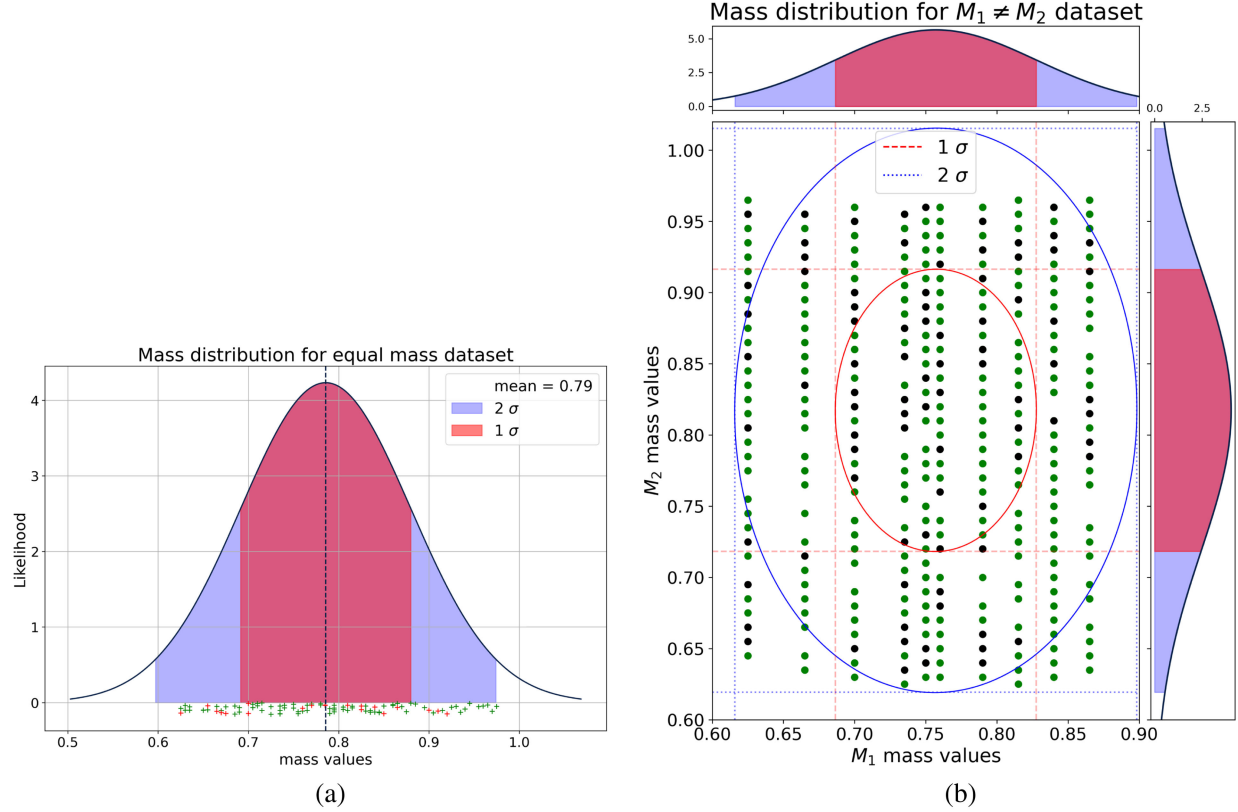 Mass distribution for equal mass dataset
mean = 0.79
2 σ
1 σ
Likelihood
4
3
2
1
0
0.5 0.6 0.7 0.8 0.9 1.0
mass values
(a)
Mass distribution for M₁ ≠ M₂ dataset
5.0
2.5
0.0
0.0 2.5
1 σ
2 σ
M₂ mass values
1.00
0.95
0.90
0.85
0.80
0.75
0.70
0.65
0.60
0.60 0.65 0.70 0.75 0.80 0.85 0.90
M₁ mass values
(b)